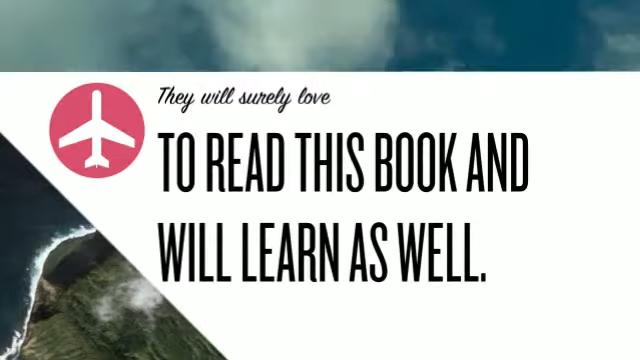 They will surely love
TO READ THIS BOOK AND
WILL LEARN AS WELL.